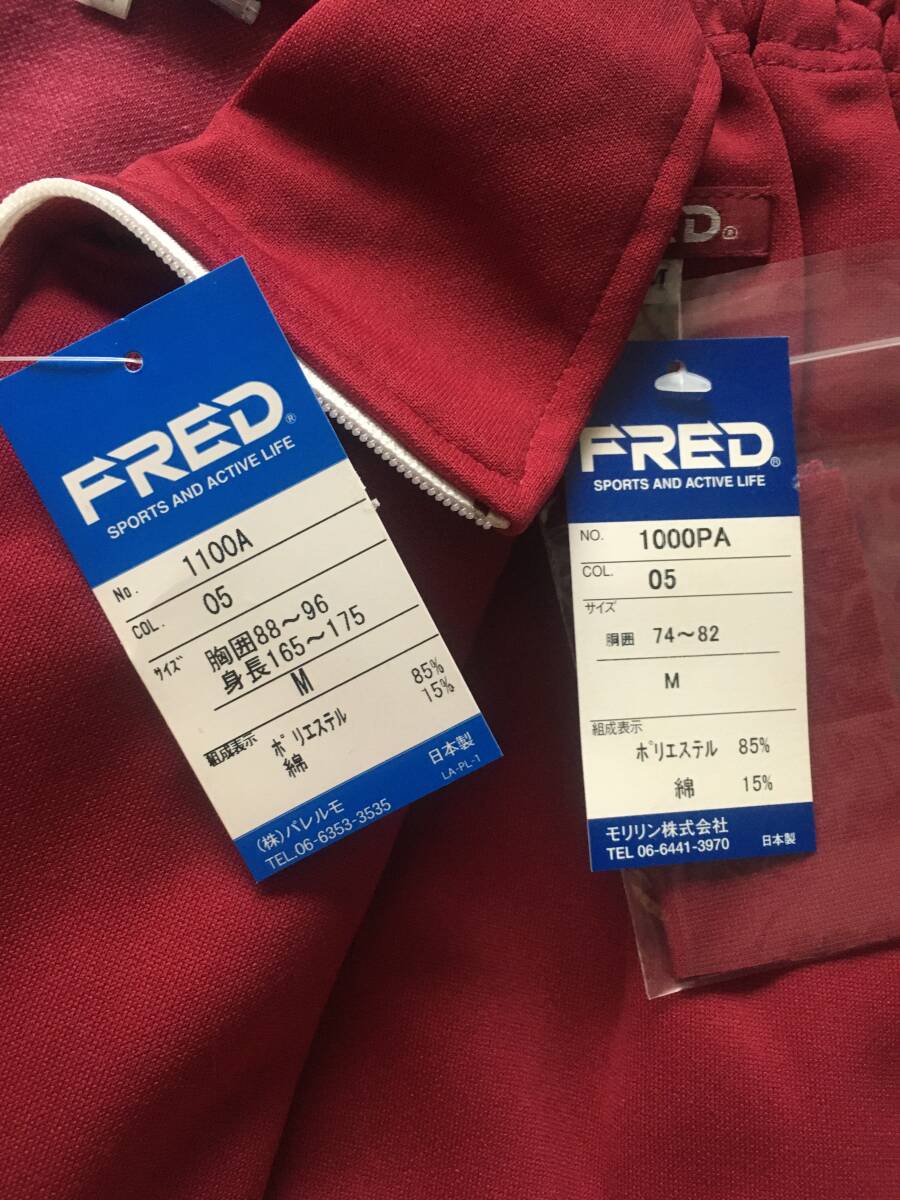 FRED®
SPORTS AND ACTIVE LIFE
No. 1100A
COL. 05
サイズ 胸囲88～96
身長165～175
M
組成表示 ポリエステル 85%
綿 15%
日本製
LA-PL-1
(株)パレルモ
TEL.06-6353-3535
ED®
FRED®
SPORTS AND ACTIVE LIFE
NO. 1000PA
COL. 05
サイズ
胴囲 74～82
M
組成表示
ポリエステル 85%
綿 15%
モリリン株式会社
TEL 06-6441-3970 日本製